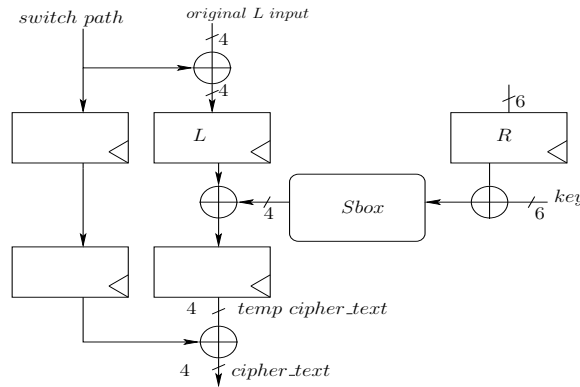 switch path
original L input
4
4
6
L
R
4
Sbox
6
key
4
temp cipher_text
4
cipher_text